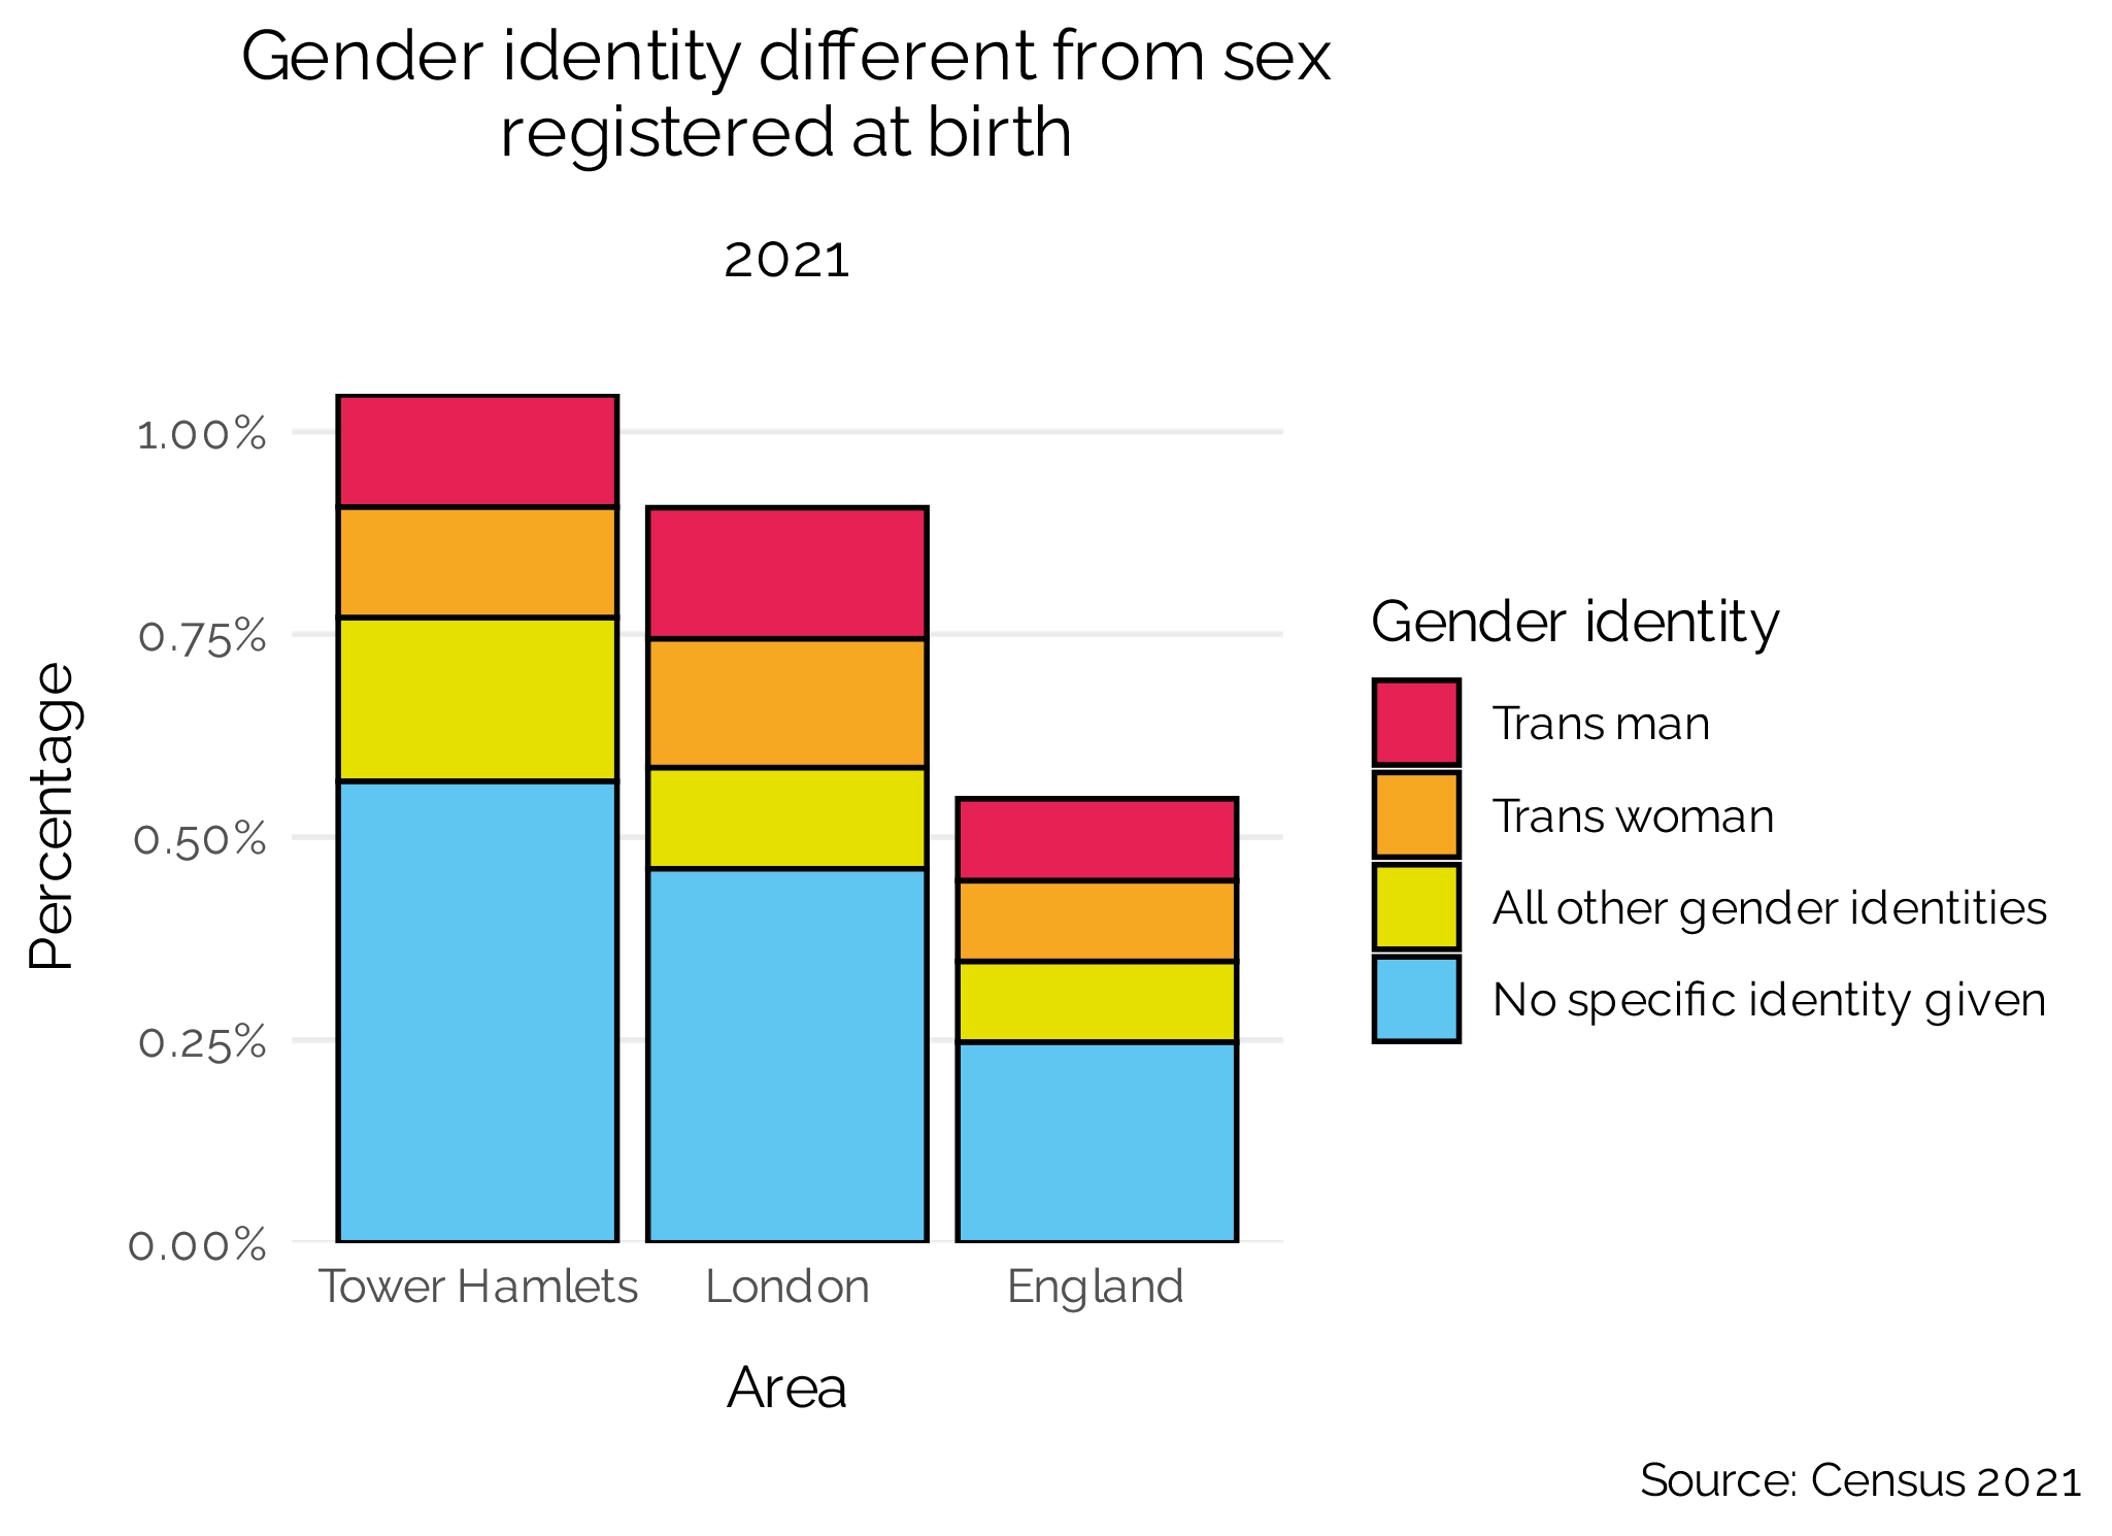 Gender identity different from sex
registered at birth
2021
Percentage
1.00%
0.75%
0.50%
0.25%
0.00%
Tower Hamlets
London
England
Area
Gender identity
Trans man
Trans woman
All other gender identities
No specific identity given
Source: Census 2021